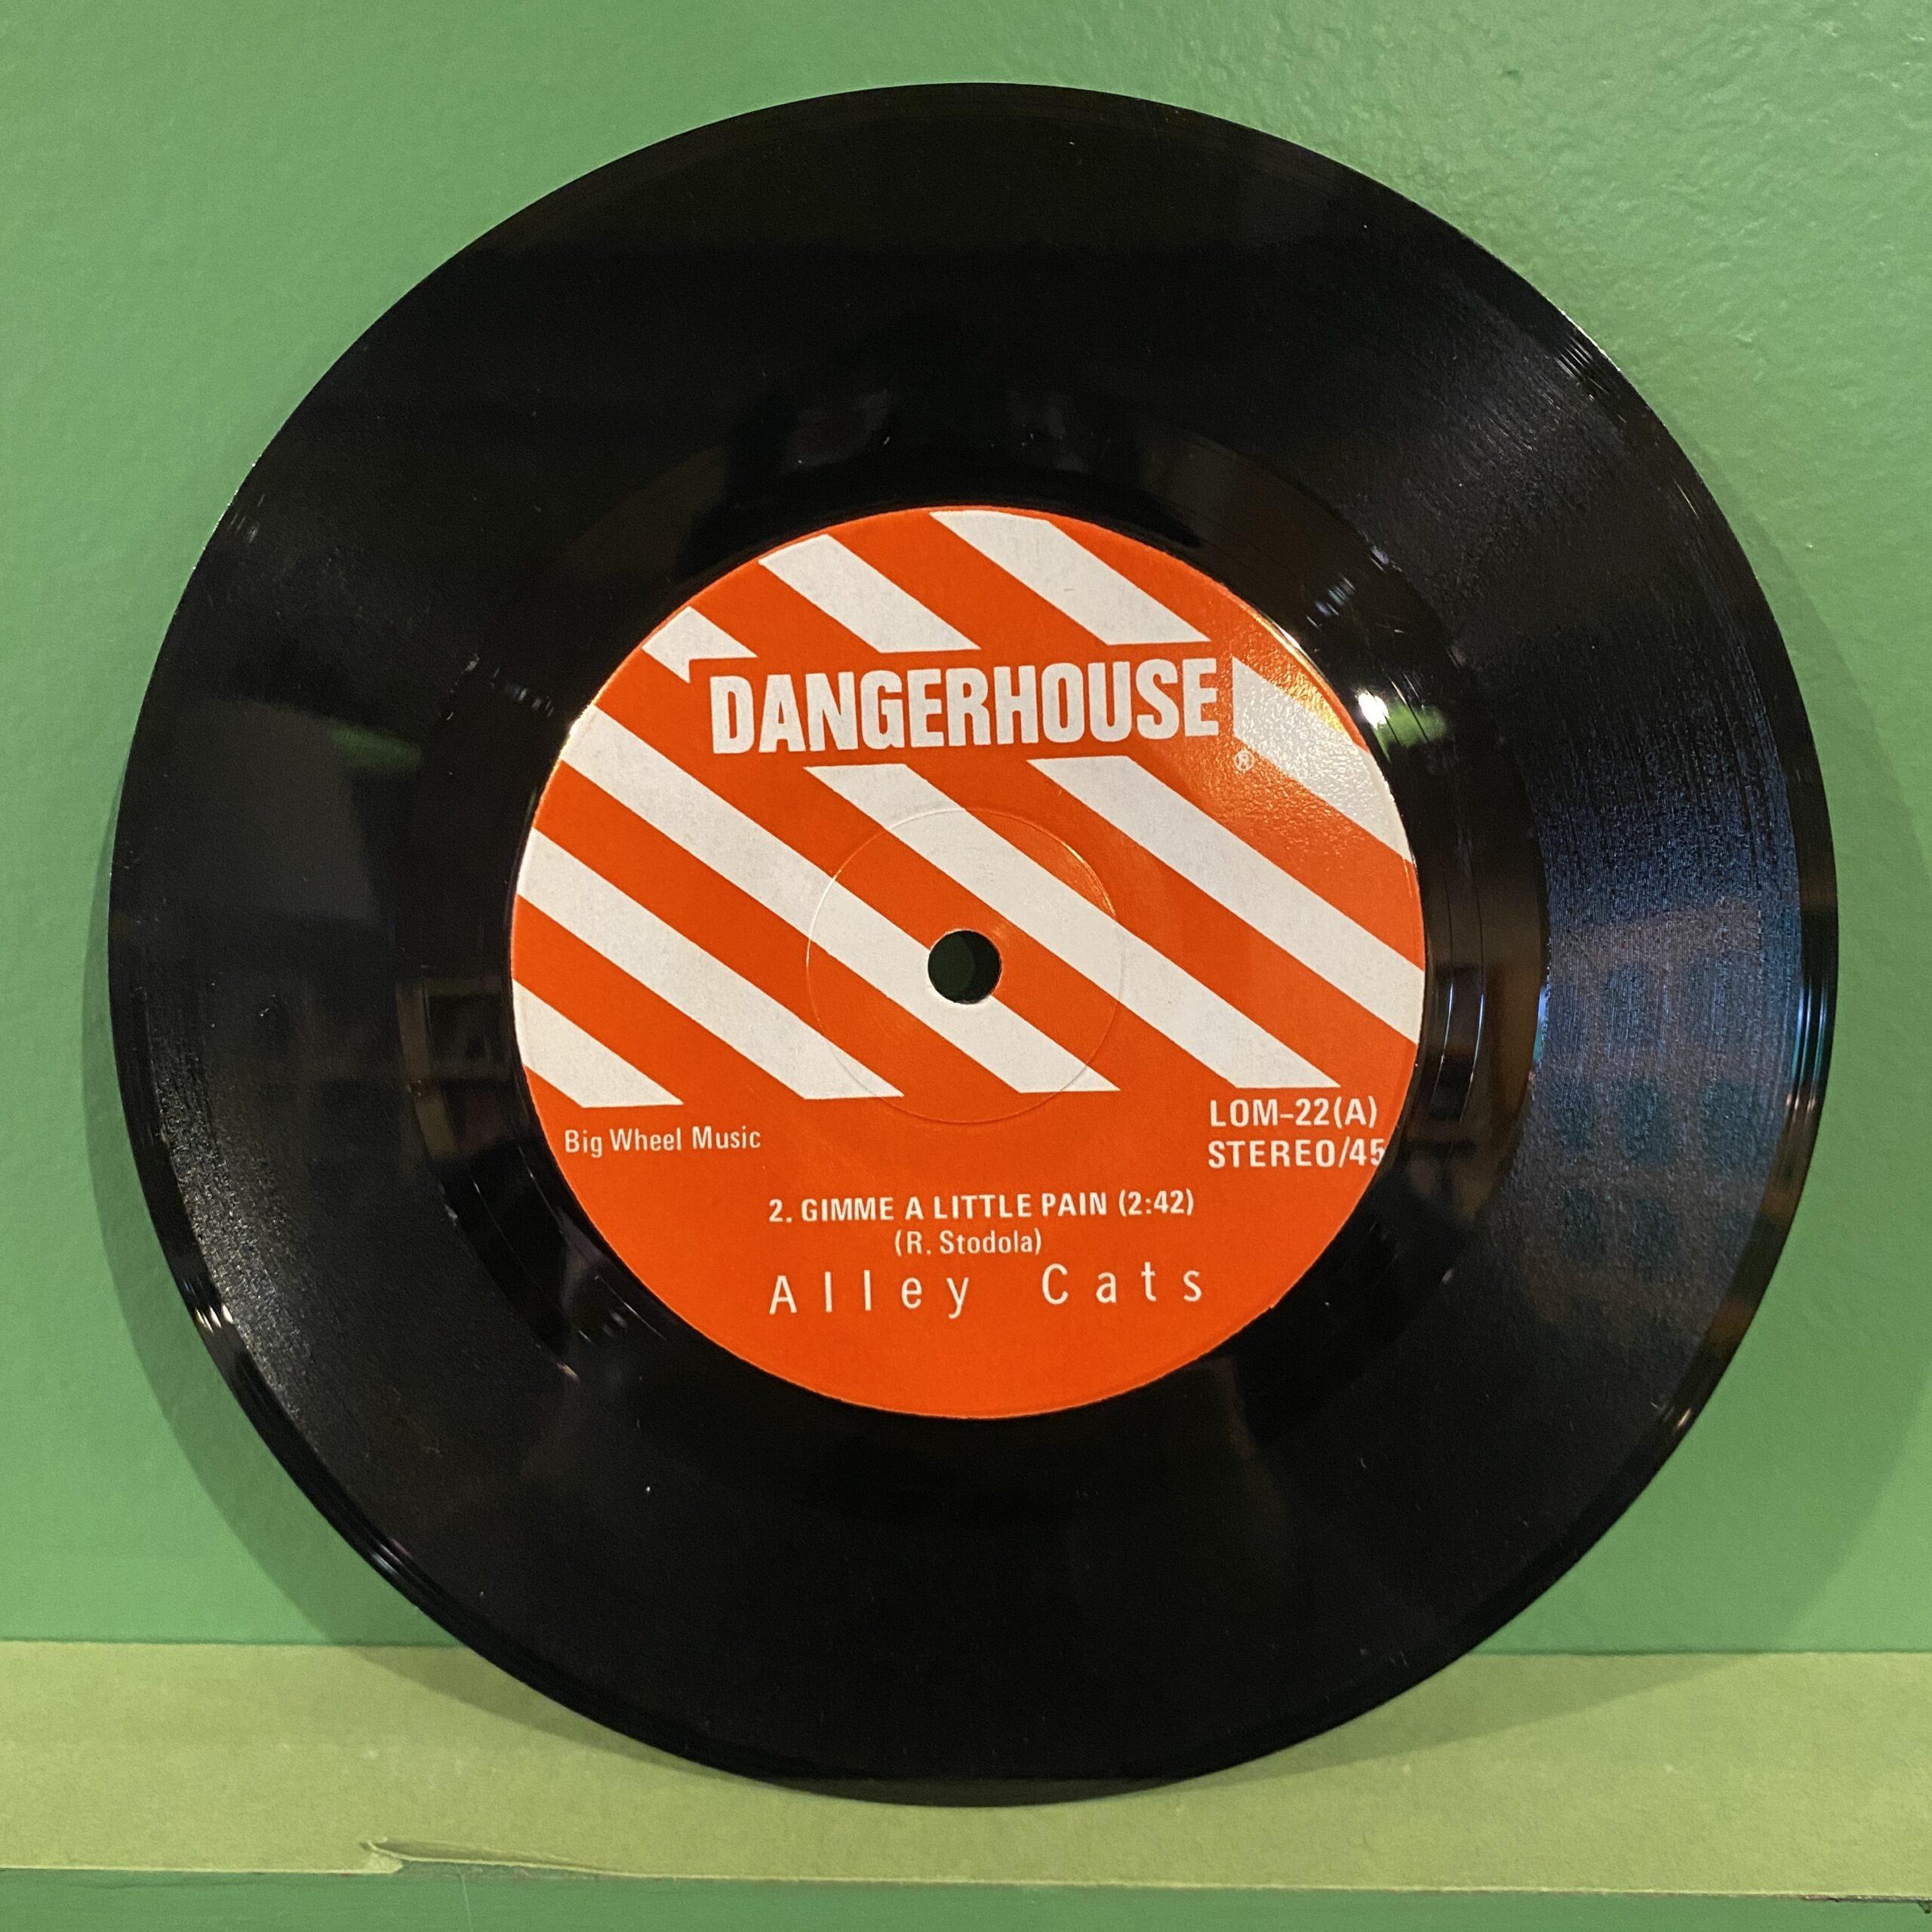 DANGERHOUSE
®
Big Wheel Music
LOM-22(A)
STEREO/45
2. GIMME A LITTLE PAIN (2:42)
(R. Stodola)
Alley Cats